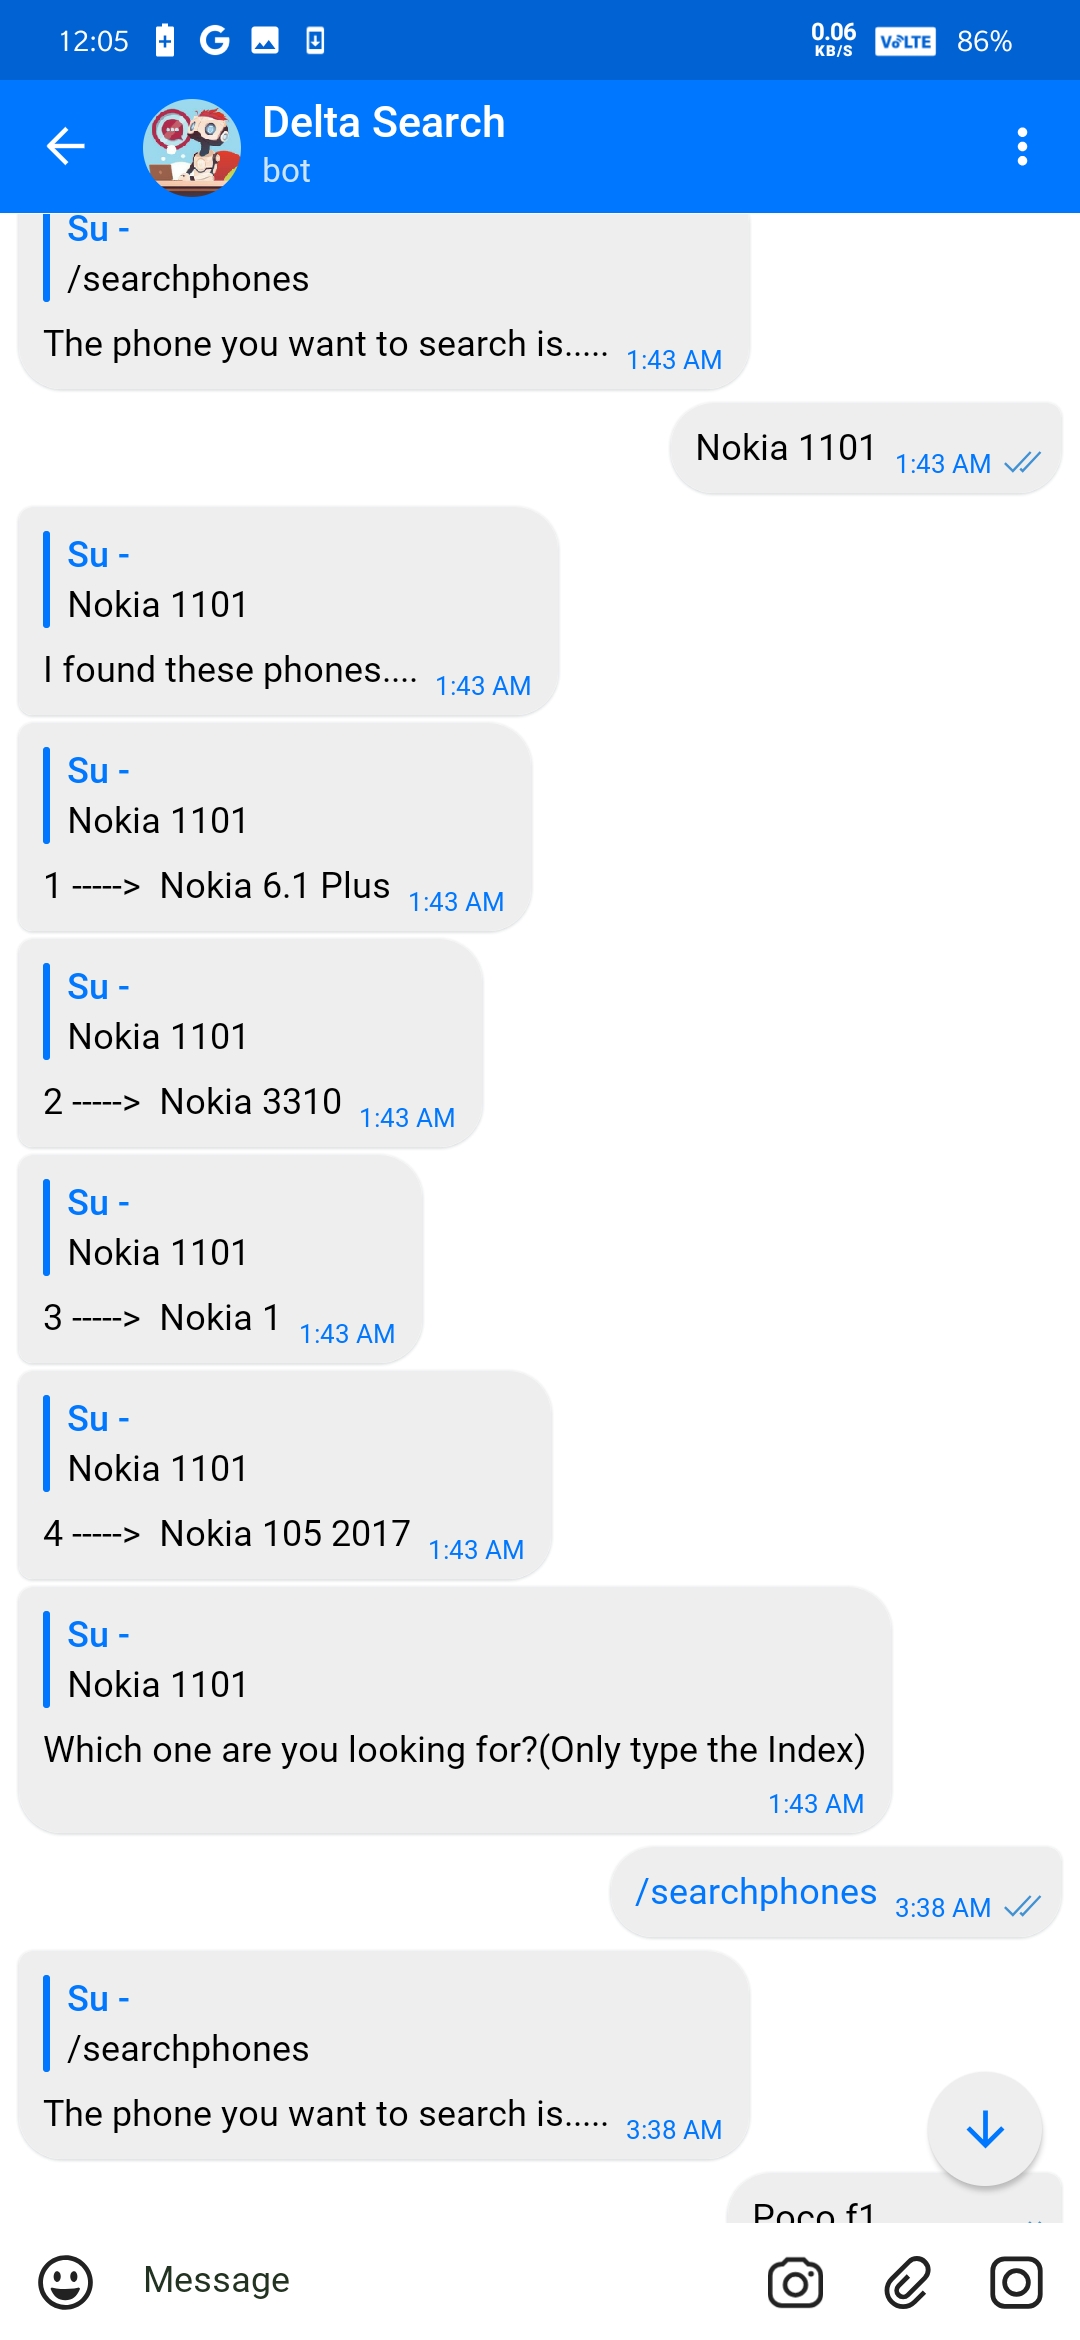 12:05
0.06
KB/S
VoLTE
86%
Delta Search
bot
Su -
/searchphones
The phone you want to search is.....
1:43 AM
Nokia 1101
1:43 AM
Su -
Nokia 1101
I found these phones....
1:43 AM
Su -
Nokia 1101
1 -----> Nokia 6.1 Plus
1:43 AM
Su -
Nokia 1101
2 -----> Nokia 3310
1:43 AM
Su -
Nokia 1101
3 -----> Nokia 1
1:43 AM
Su -
Nokia 1101
4 -----> Nokia 105 2017
1:43 AM
Su -
Nokia 1101
Which one are you looking for?(Only type the Index)
1:43 AM
/searchphones
3:38 AM
Su -
/searchphones
The phone you want to search is.....
3:38 AM
Poco f1
Message